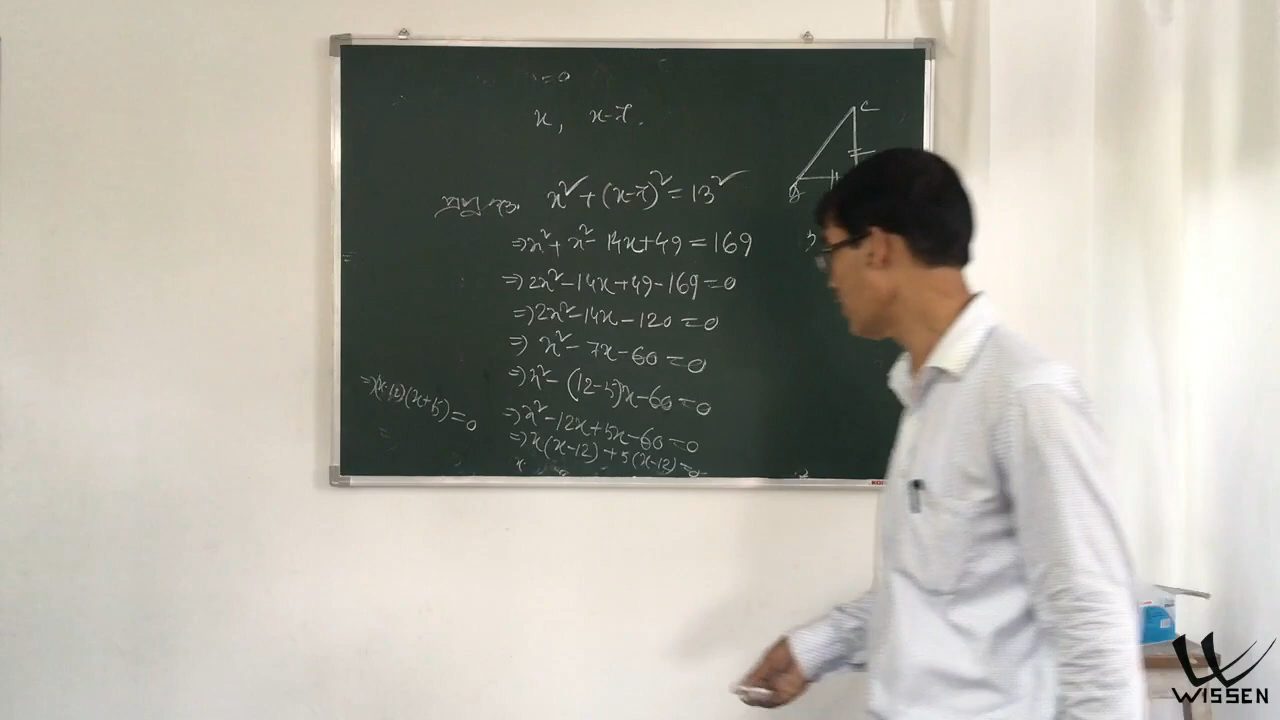 =0
x, x-7.
C
x² + (x-7)² = 13²
⇒x² + x² - 14x+49 = 169
⇒2x² -14x+49-169=0
⇒2x²-14x-120=0
⇒ x² - 7x-60=0
⇒x² - (12-5)x-60=0
⇒x² -12x+5x-60=0
⇒x(x-12) +5(x-12)=0
⇒(x-12)(x+5)=0
WISSEN